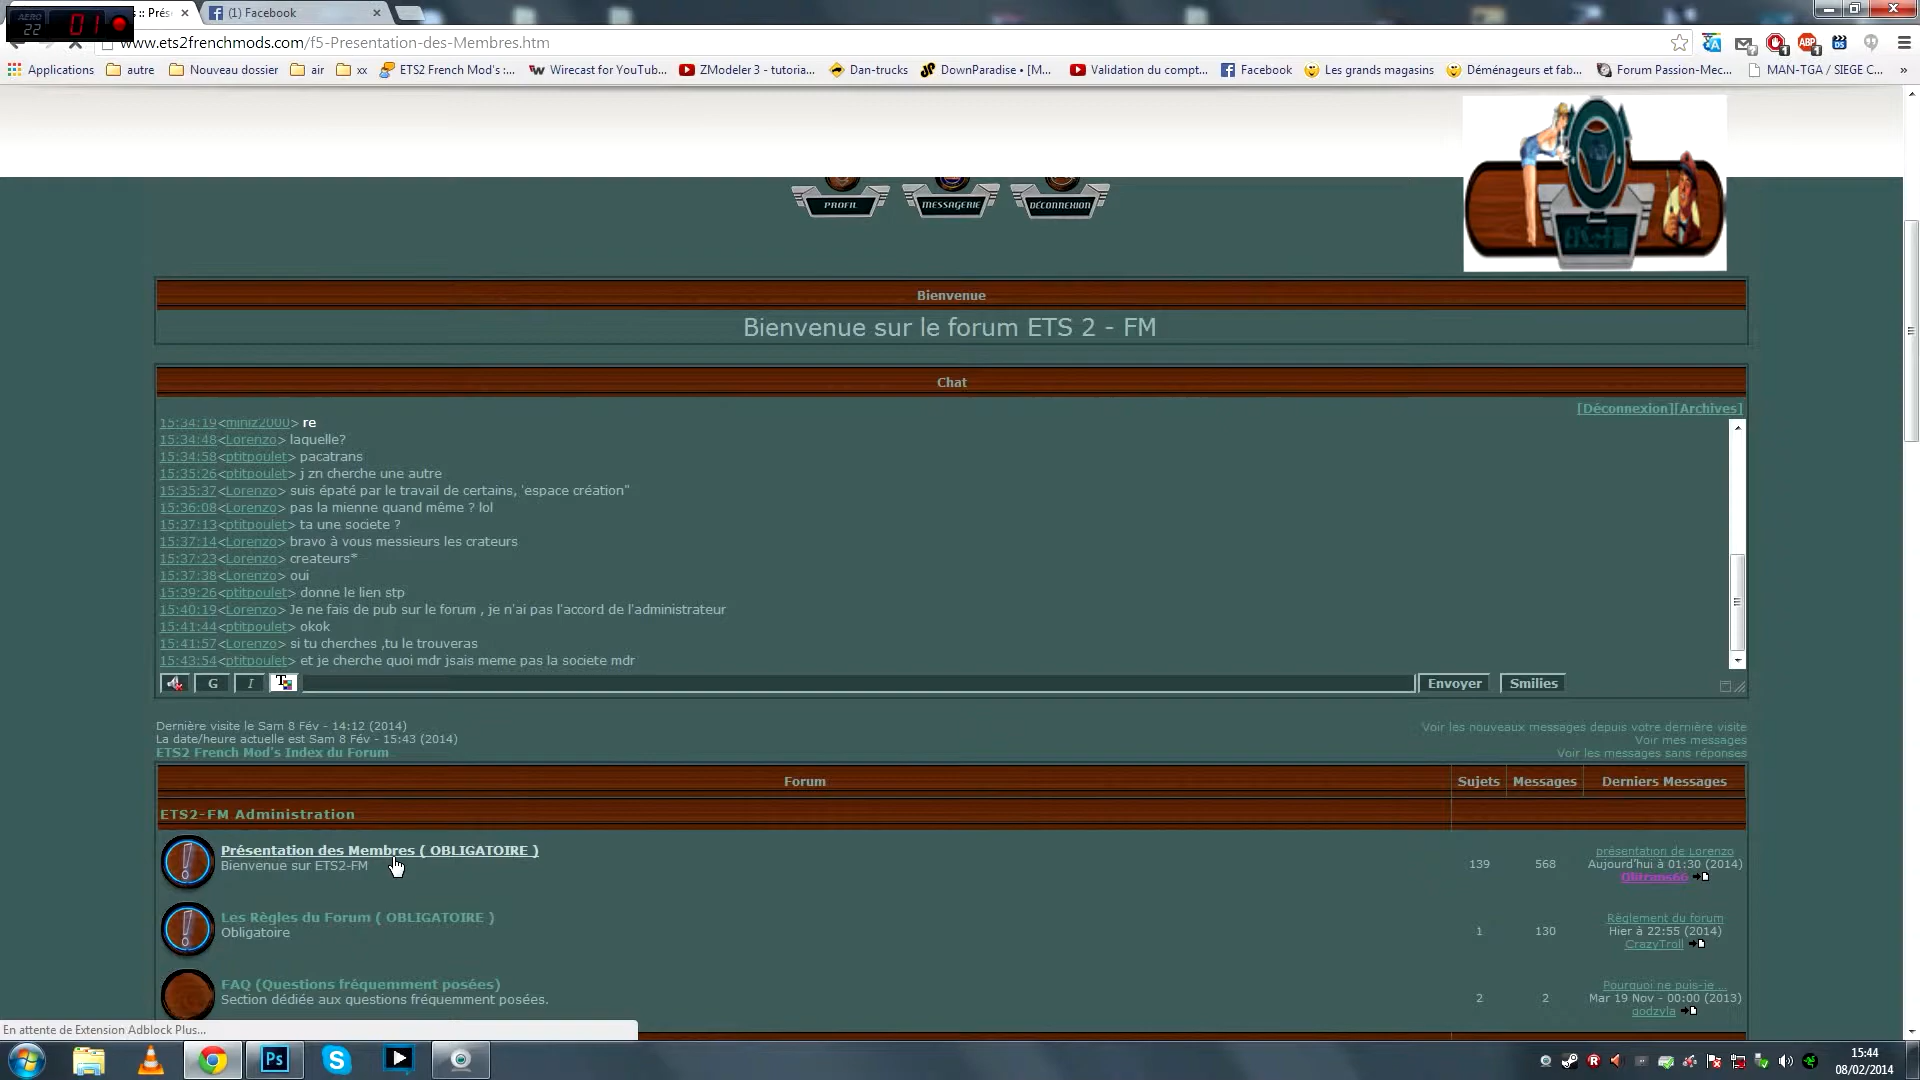 AERO
22
01
s :: Prés
(1) Facebook
www.ets2frenchmods.com/f5-Presentation-des-Membres.htm
Applications
autre
Nouveau dossier
air
xx
ETS2 French Mod's :...
Wirecast for YouTub...
ZModeler 3 - tutoria...
Dan-trucks
DownParadise • [M...
Validation du compt...
Facebook
Les grands magasins
Déménageurs et fab...
Forum Passion-Mec...
MAN-TGA / SIEGE C...
»
PROFIL
MESSAGERIE
DÉCONNEXION
Bienvenue
Bienvenue sur le forum ETS 2 - FM
Chat
[Déconnexion][Archives]
15:34:19<miniz2000> re
15:34:48<Lorenzo> laquelle?
15:34:58<ptitpoulet> pacatrans
15:35:26<ptitpoulet> j zn cherche une autre
15:35:37<Lorenzo> suis épaté par le travail de certains, 'espace création"
15:36:08<Lorenzo> pas la mienne quand même ? lol
15:37:13<ptitpoulet> ta une societe ?
15:37:14<Lorenzo> bravo à vous messieurs les crateurs
15:37:23<Lorenzo> createurs*
15:37:38<Lorenzo> oui
15:39:26<ptitpoulet> donne le lien stp
15:40:19<Lorenzo> Je ne fais de pub sur le forum , je n'ai pas l'accord de l'administrateur
15:41:44<ptitpoulet> okok
15:41:57<Lorenzo> si tu cherches ,tu le trouveras
15:43:54<ptitpoulet> et je cherche quoi mdr jsais meme pas la societe mdr
G
I
Envoyer
Smilies
Dernière visite le Sam 8 Fév - 14:12 (2014)
La date/heure actuelle est Sam 8 Fév - 15:43 (2014)
ETS2 French Mod's Index du Forum
Voir les nouveaux messages depuis votre dernière visite
Voir mes messages
Voir les messages sans réponses
Forum
Sujets
Messages
Derniers Messages
ETS2-FM Administration
Présentation des Membres ( OBLIGATOIRE )
Bienvenue sur ETS2-FM
139
568
présentation de Lorenzo
Aujourd'hui à 01:30 (2014)
Olitrans66
Les Règles du Forum ( OBLIGATOIRE )
Obligatoire
1
130
Règlement du forum
Hier à 22:55 (2014)
CrazyTroll
FAQ (Questions fréquemment posées)
Section dédiée aux questions fréquemment posées.
2
2
Pourquoi ne puis-je ...
Mar 19 Nov - 00:00 (2013)
godzyla
En attente de Extension Adblock Plus...
Ps
15:44
08/02/2014